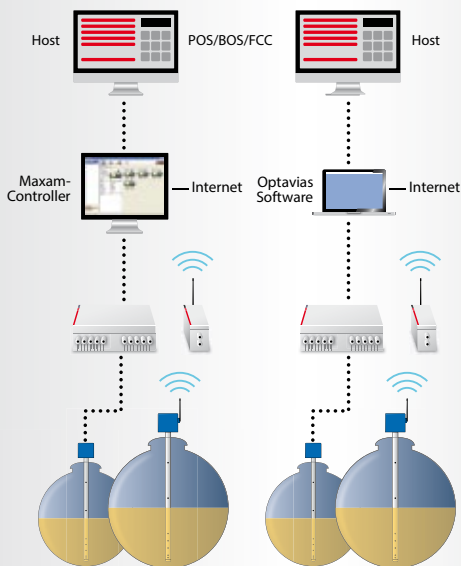 Host
POS/BOS/FCC
Host
Maxam-
Controller
Internet
Optavias
Software
Internet